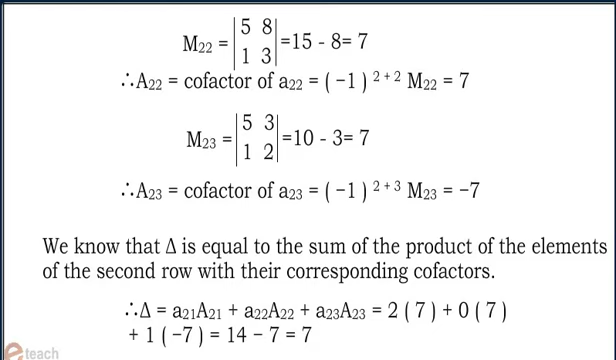 M₂₂ = |5 8; 1 3| =15 - 8= 7
∴A₂₂ = cofactor of a₂₂ = ( −1 ) ²⁺² M₂₂ = 7
M₂₃ = |5 3; 1 2| =10 - 3= 7
∴A₂₃ = cofactor of a₂₃ = ( −1 ) ²⁺³ M₂₃ = −7
We know that Δ is equal to the sum of the product of the elements
of the second row with their corresponding cofactors.
∴Δ = a₂₁A₂₁ + a₂₂A₂₂ + a₂₃A₂₃ = 2 ( 7 ) + 0 ( 7 )
+ 1 ( −7 ) = 14 − 7 = 7
e teach